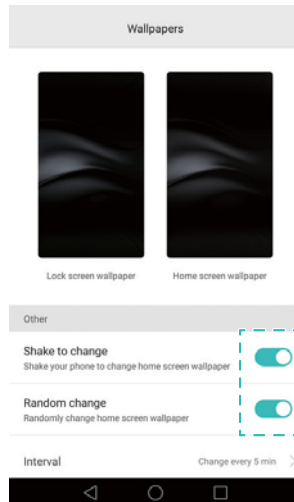 Wallpapers
Lock screen wallpaper Home screen wallpaper
Other
Shake to change
Shake your phone to change home screen wallpaper
Random change
Randomly change home screen wallpaper
Interval Change every 5 min